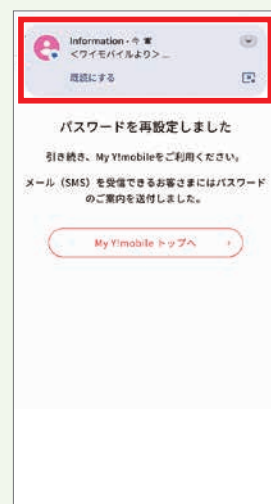 Information・今
<ワイモバイルより>...
既読にする
パスワードを再設定しました
引き続き、My Y!mobileをご利用ください。
メール（SMS）を受信できるお客さまにはパスワード
のご案内を送付しました。
My Y!mobile トップへ